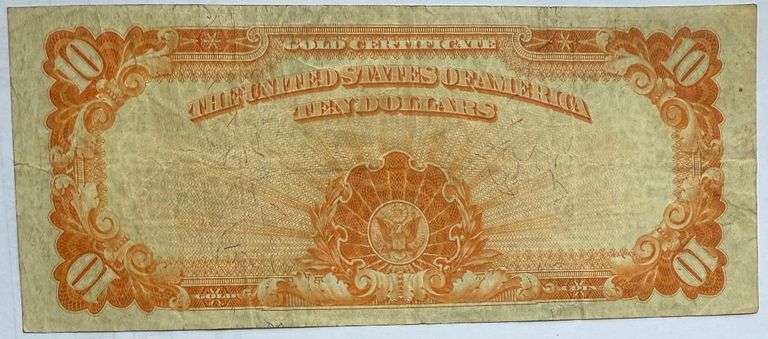 10 GOLD CERTIFICATE 10
THE UNITED STATES OF AMERICA
TEN DOLLARS
10 10